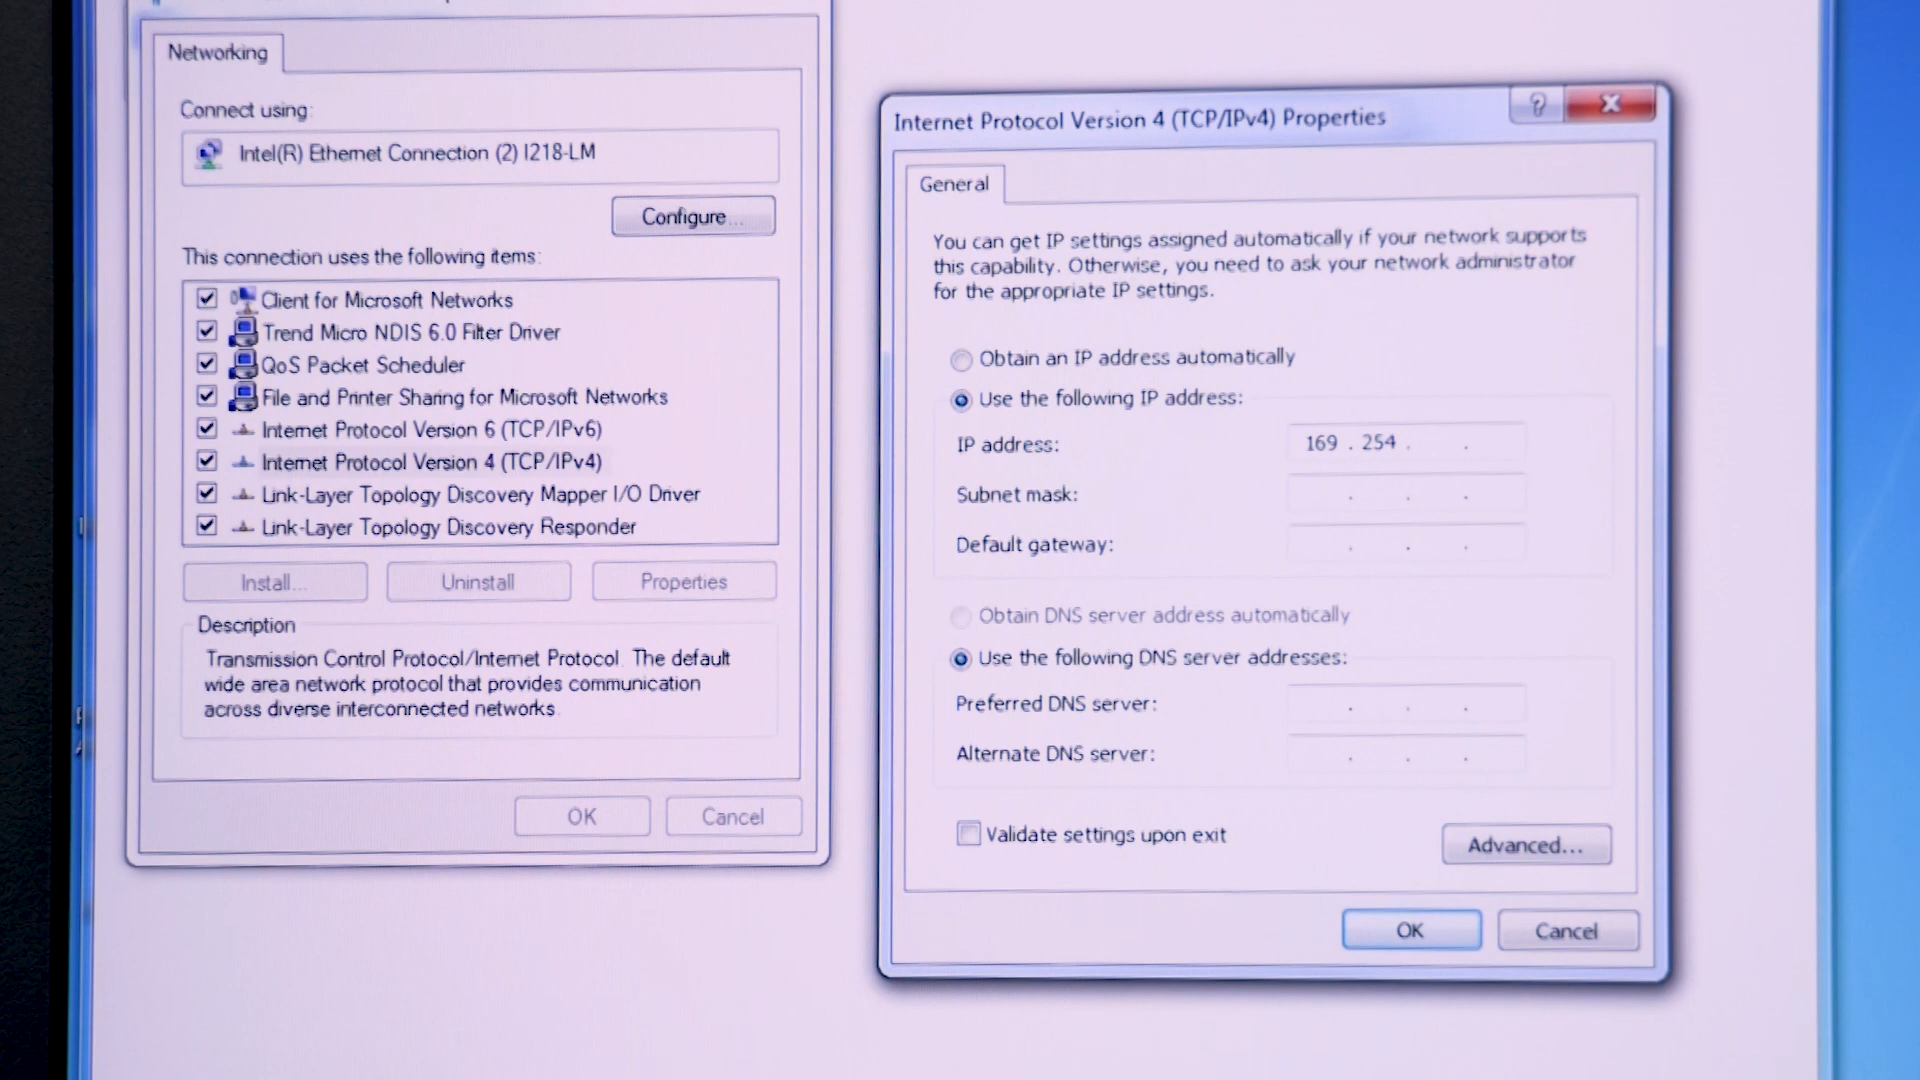 Networking
Connect using:
Intel(R) Ethernet Connection (2) I218-LM
Configure...
This connection uses the following items:
Client for Microsoft Networks
Trend Micro NDIS 6.0 Filter Driver
QoS Packet Scheduler
File and Printer Sharing for Microsoft Networks
Internet Protocol Version 6 (TCP/IPv6)
Internet Protocol Version 4 (TCP/IPv4)
Link-Layer Topology Discovery Mapper I/O Driver
Link-Layer Topology Discovery Responder
Install...
Uninstall
Properties
Description
Transmission Control Protocol/Internet Protocol. The default
wide area network protocol that provides communication
across diverse interconnected networks.
OK
Cancel
Internet Protocol Version 4 (TCP/IPv4) Properties
General
You can get IP settings assigned automatically if your network supports
this capability. Otherwise, you need to ask your network administrator
for the appropriate IP settings.
Obtain an IP address automatically
Use the following IP address:
IP address: 169 . 254 . .
Subnet mask: . . .
Default gateway: . . .
Obtain DNS server address automatically
Use the following DNS server addresses:
Preferred DNS server: . . .
Alternate DNS server: . . .
Validate settings upon exit
Advanced...
OK
Cancel